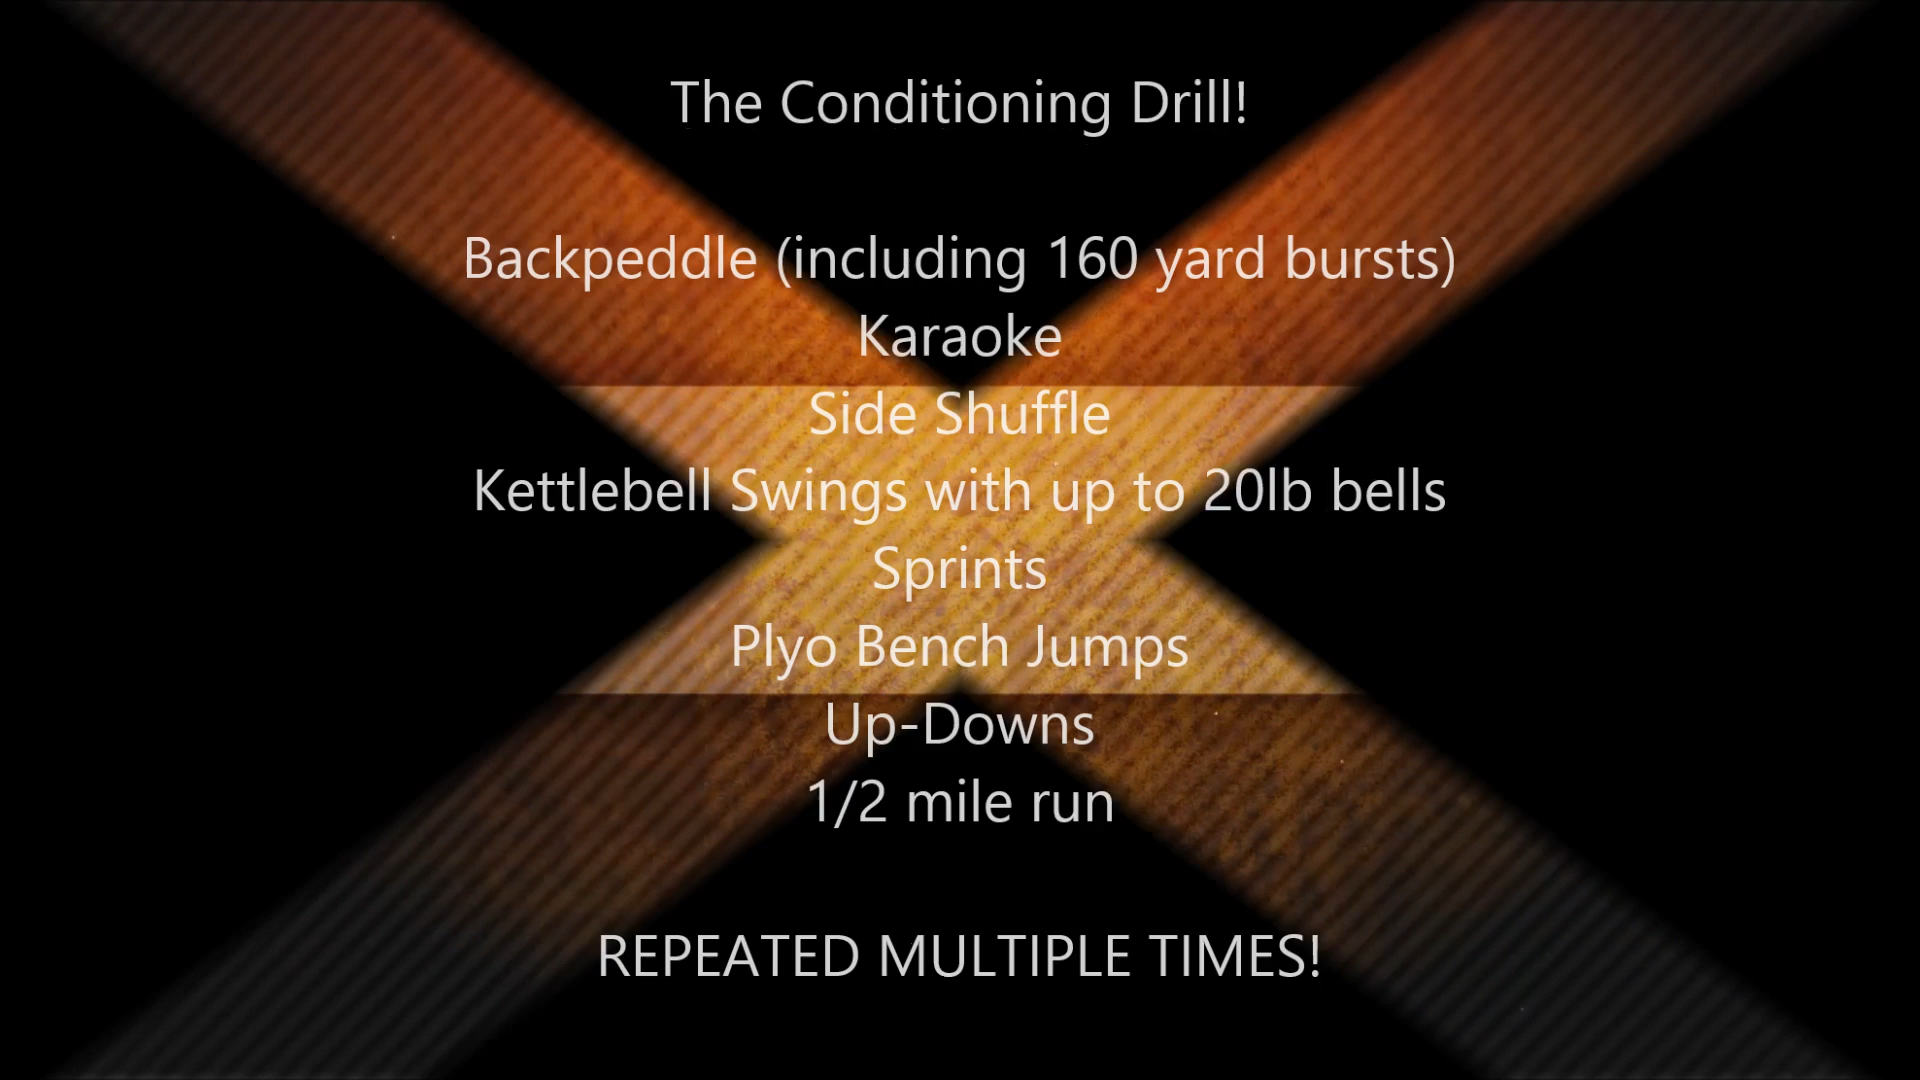 The Conditioning Drill!
Backpeddle (including 160 yard bursts)
Karaoke
Side Shuffle
Kettlebell Swings with up to 20lb bells
Sprints
Plyo Bench Jumps
Up-Downs
1/2 mile run
REPEATED MULTIPLE TIMES!